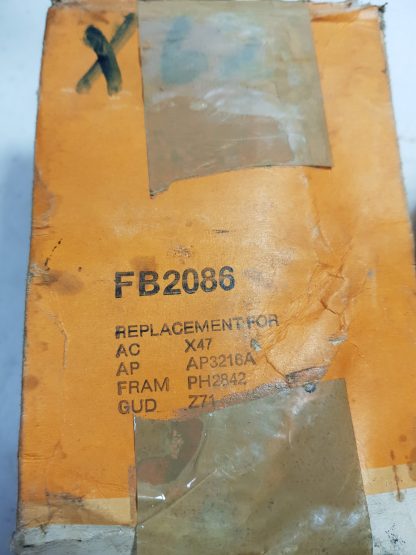 X
FB2086
REPLACEMENT FOR
AC X47
AP AP3216A
FRAM PH2842
GUD Z71